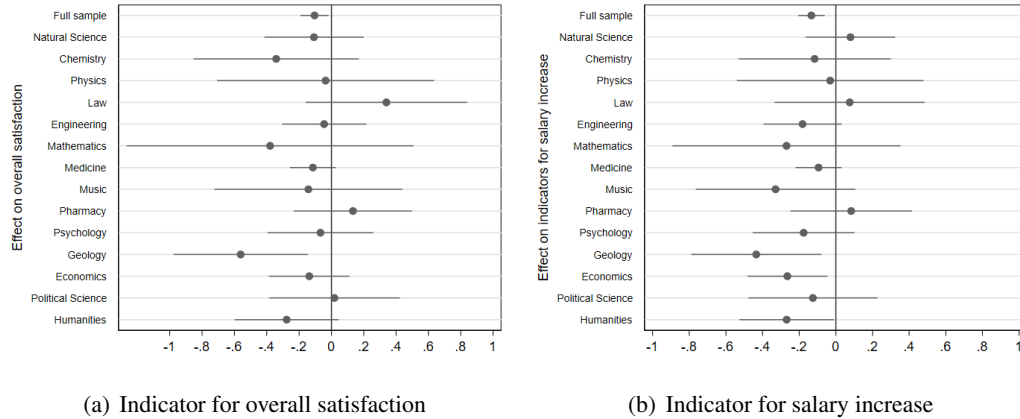 Effect on overall satisfaction
Full sample
Natural Science
Chemistry
Physics
Law
Engineering
Mathematics
Medicine
Music
Pharmacy
Psychology
Geology
Economics
Political Science
Humanities
-1 -.8 -.6 -.4 -.2 0 .2 .4 .6 .8 1
(a) Indicator for overall satisfaction
Effect on indicators for salary increase
Full sample
Natural Science
Chemistry
Physics
Law
Engineering
Mathematics
Medicine
Music
Pharmacy
Psychology
Geology
Economics
Political Science
Humanities
-1 -.8 -.6 -.4 -.2 0 .2 .4 .6 .8 1
(b) Indicator for salary increase